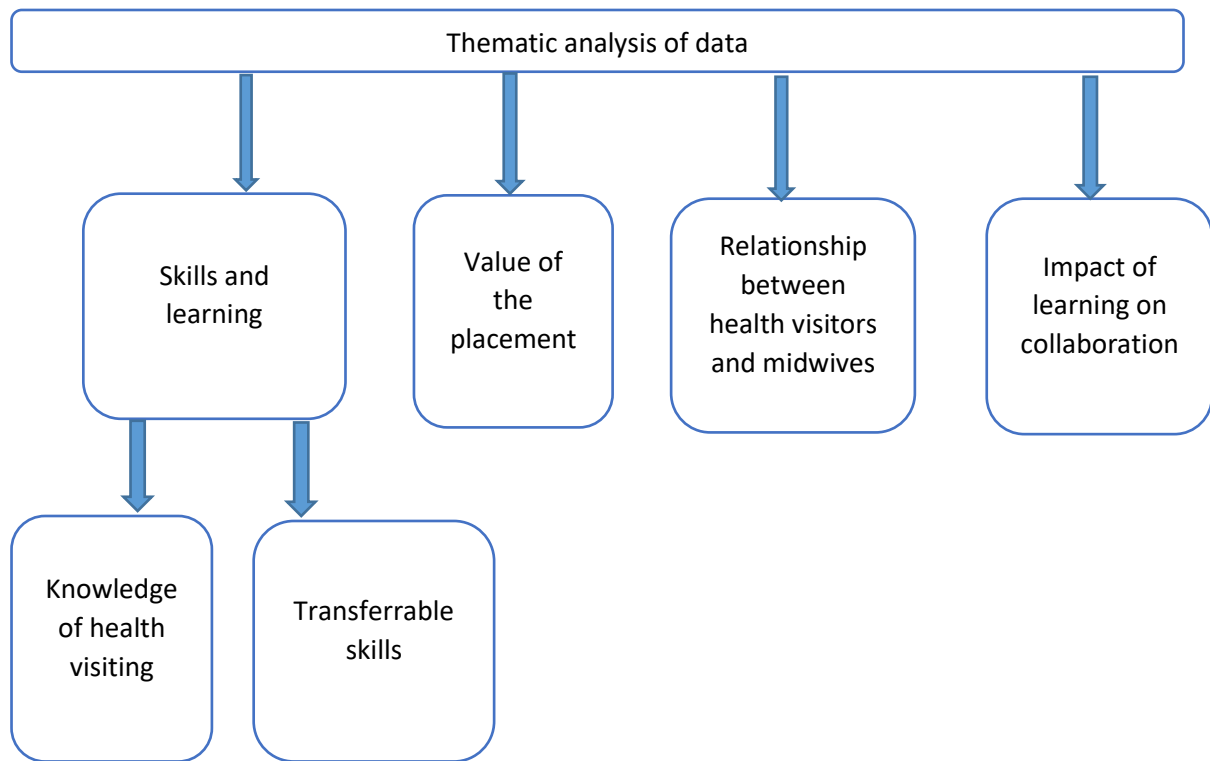 Thematic analysis of data
Skills and
learning
Value of
the
placement
Relationship
between
health visitors
and midwives
Impact of
learning on
collaboration
Knowledge
of health
visiting
Transferrable
skills